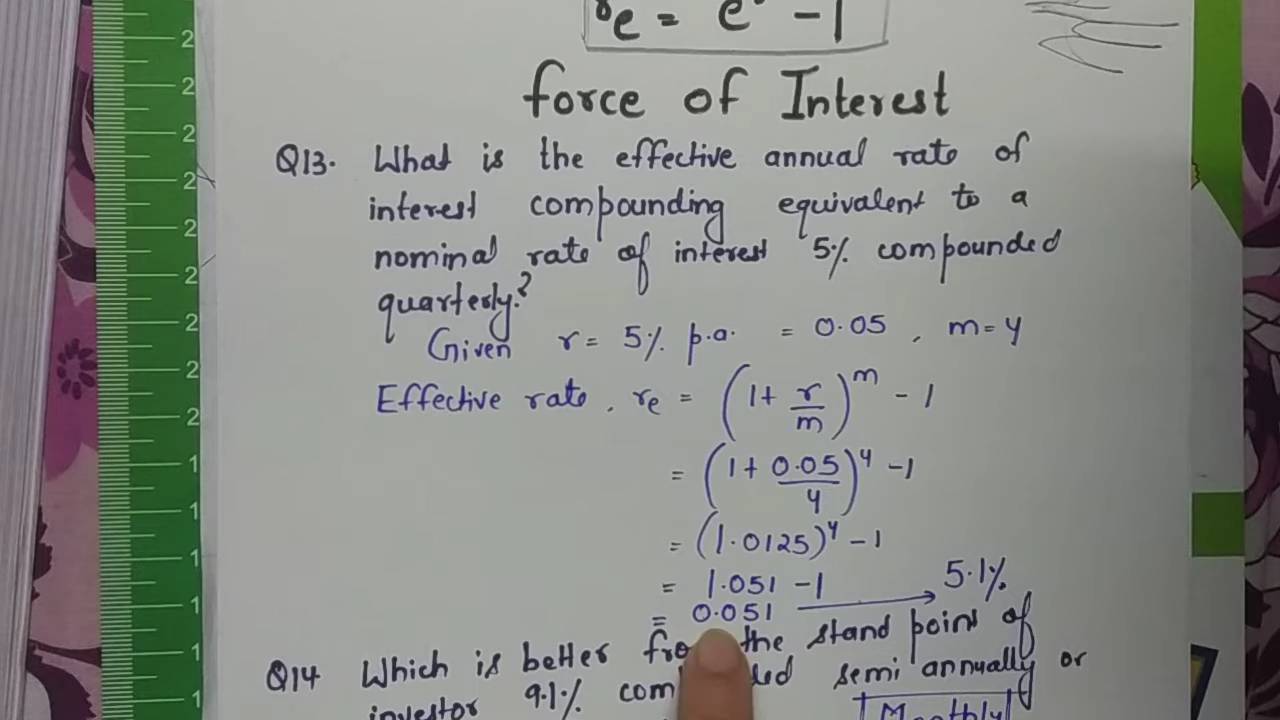 re = e^r - 1
Force of Interest
Q13. What is the effective annual rate of
interest compounding equivalent to a
nominal rate of interest 5% compounded
quarterly.?
Given r = 5% p.a. = 0.05, m = 4
Effective rate, re = (1 + r/m)^m - 1
= (1 + 0.05/4)^4 - 1
= (1.0125)^4 - 1
= 1.051 - 1
= 0.051 → 5.1%
Q14 Which is better the stand point of
investor 9.1% semi annually or
Monthly